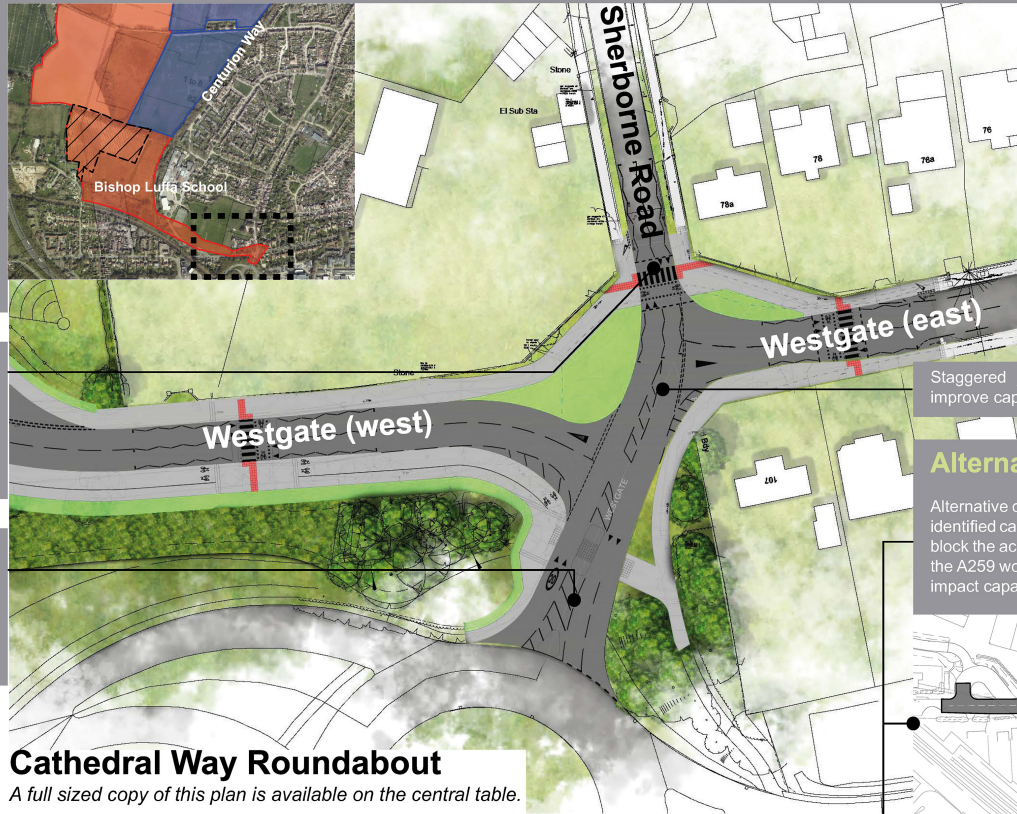 Centurion Way
Bishop Luffa School
Sherborne Road
Stone
El Sub Sta
78a
78
76a
76
Westgate (east)
Stone
Westgate (west)
Staggered
improve cap
Bdy
107
WESTGATE
Alterna
Alternative o
identified ca
block the ac
the A259 wo
impact capa
Cathedral Way Roundabout
A full sized copy of this plan is available on the central table.